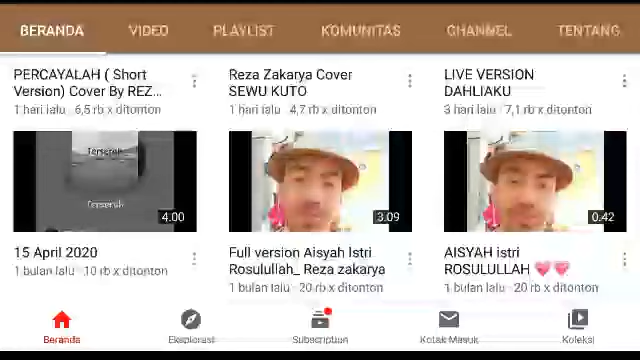 BERANDA VIDEO PLAYLIST KOMUNITAS CHANNEL TENTANG
PERCAYALAH ( Short
Version) Cover By REZ...
1 hari lalu · 6,5 rb x ditonton
Reza Zakarya Cover
SEWU KUTO
1 hari lalu · 4,7 rb x ditonton
LIVE VERSION
DAHLIAKU
3 hari lalu · 7,1 rb x ditonton
Terserah
Terserah
4.00
3.09
0.42
15 April 2020
1 bulan lalu · 10 rb x ditonton
Full version Aisyah Istri
Rosulullah_ Reza zakarya
1 bulan lalu · 20 rb x ditonton
AISYAH istri
ROSULULLAH 💗💗
1 bulan lalu · 20 rb x ditonton
Beranda Eksplorasi Subscription Kotak Masuk Koleksi